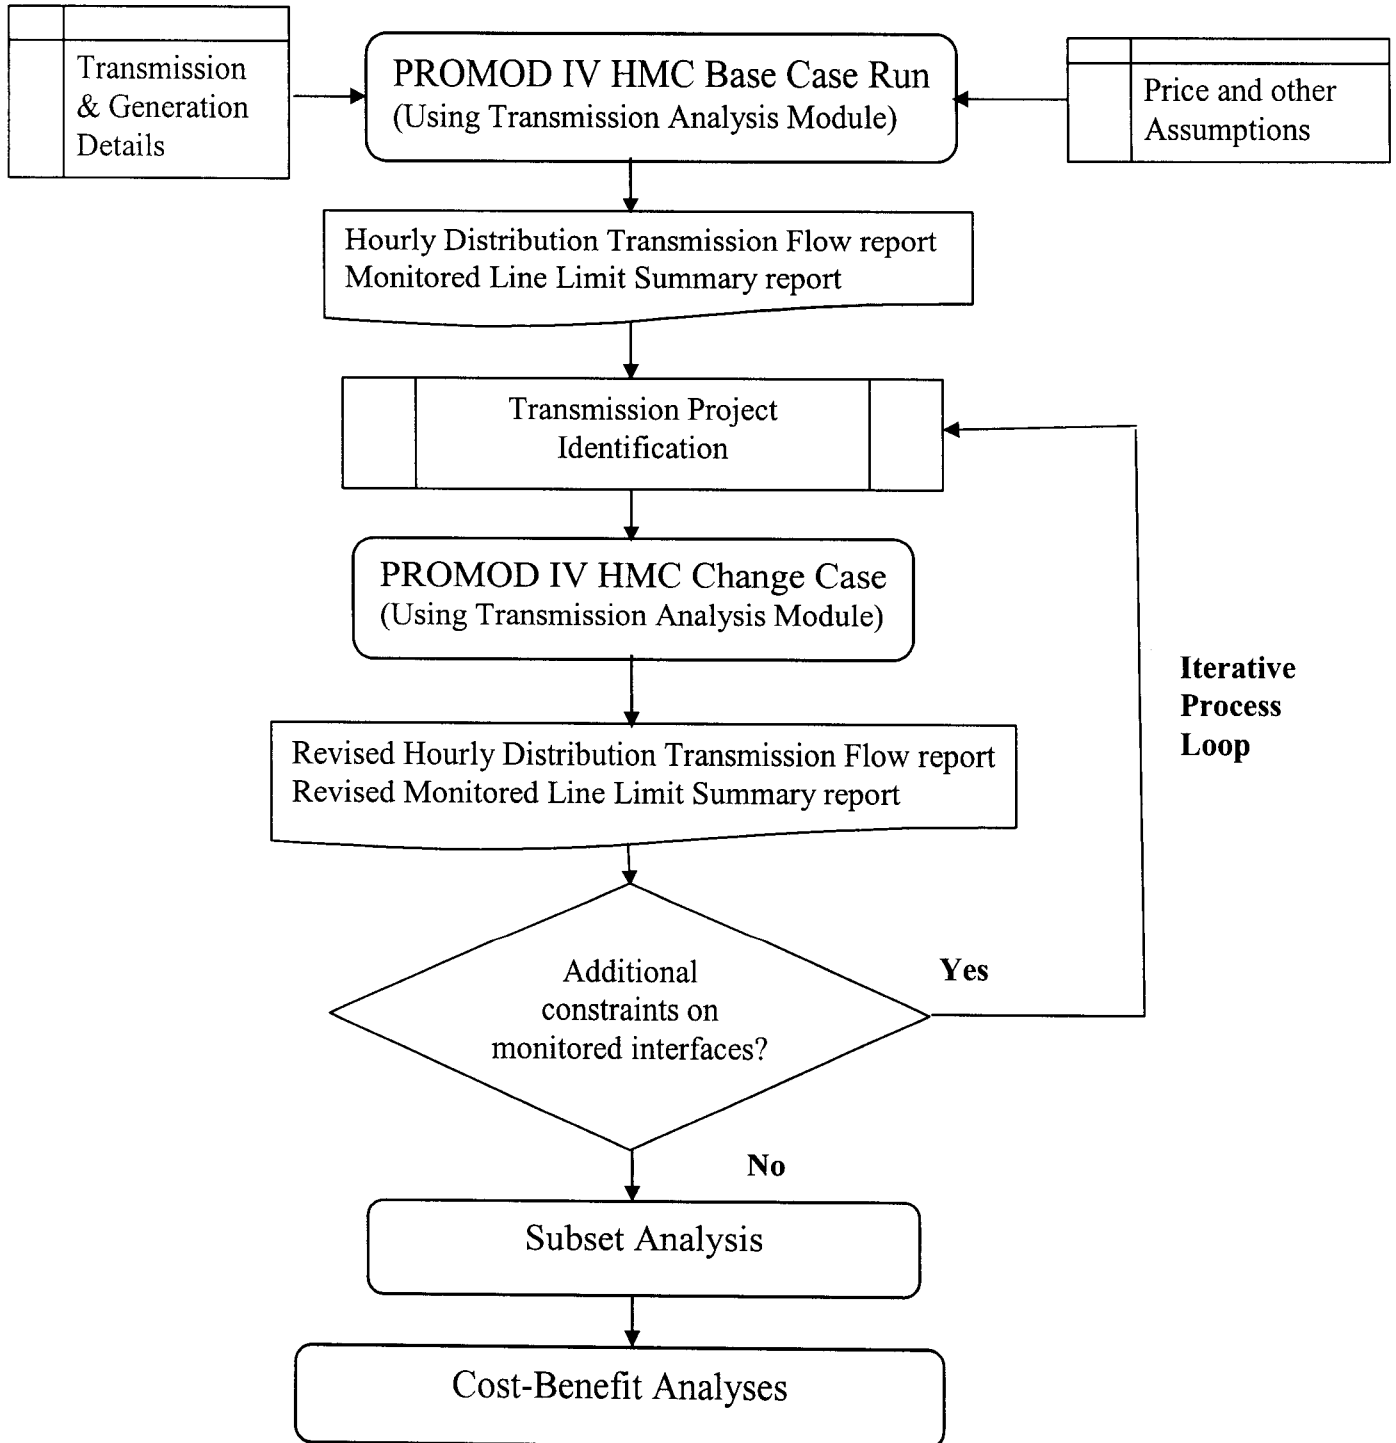 Transmission
& Generation
Details
PROMOD IV HMC Base Case Run
(Using Transmission Analysis Module)
Price and other
Assumptions
Hourly Distribution Transmission Flow report
Monitored Line Limit Summary report
Transmission Project
Identification
PROMOD IV HMC Change Case
(Using Transmission Analysis Module)
Iterative
Process
Loop
Revised Hourly Distribution Transmission Flow report
Revised Monitored Line Limit Summary report
Additional
constraints on
monitored interfaces?
Yes
No
Subset Analysis
Cost-Benefit Analyses